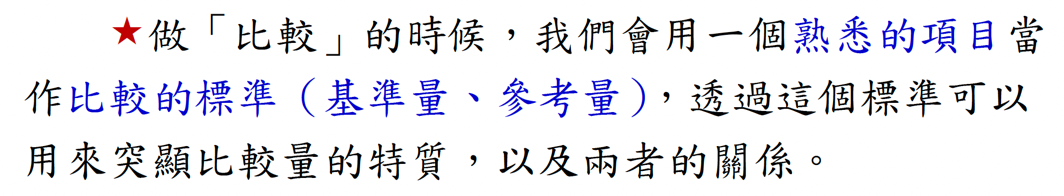 ★做「比較」的時候，我們會用一個熟悉的項目當
作比較的標準（基準量、參考量），透過這個標準可以
用來突顯比較量的特質，以及兩者的關係。